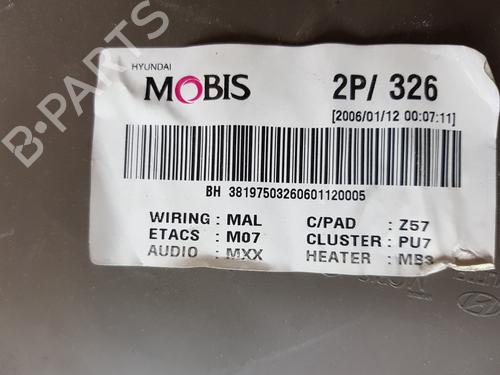 B-PARTS
HYUNDAI
MOBIS
2P/ 326
[2006/01/12 00:07:11]
BH 38197503260601120005
WIRING : MAL C/PAD : Z57
ETACS : M07 CLUSTER : PU7
AUDIO : MXX HEATER : MB3